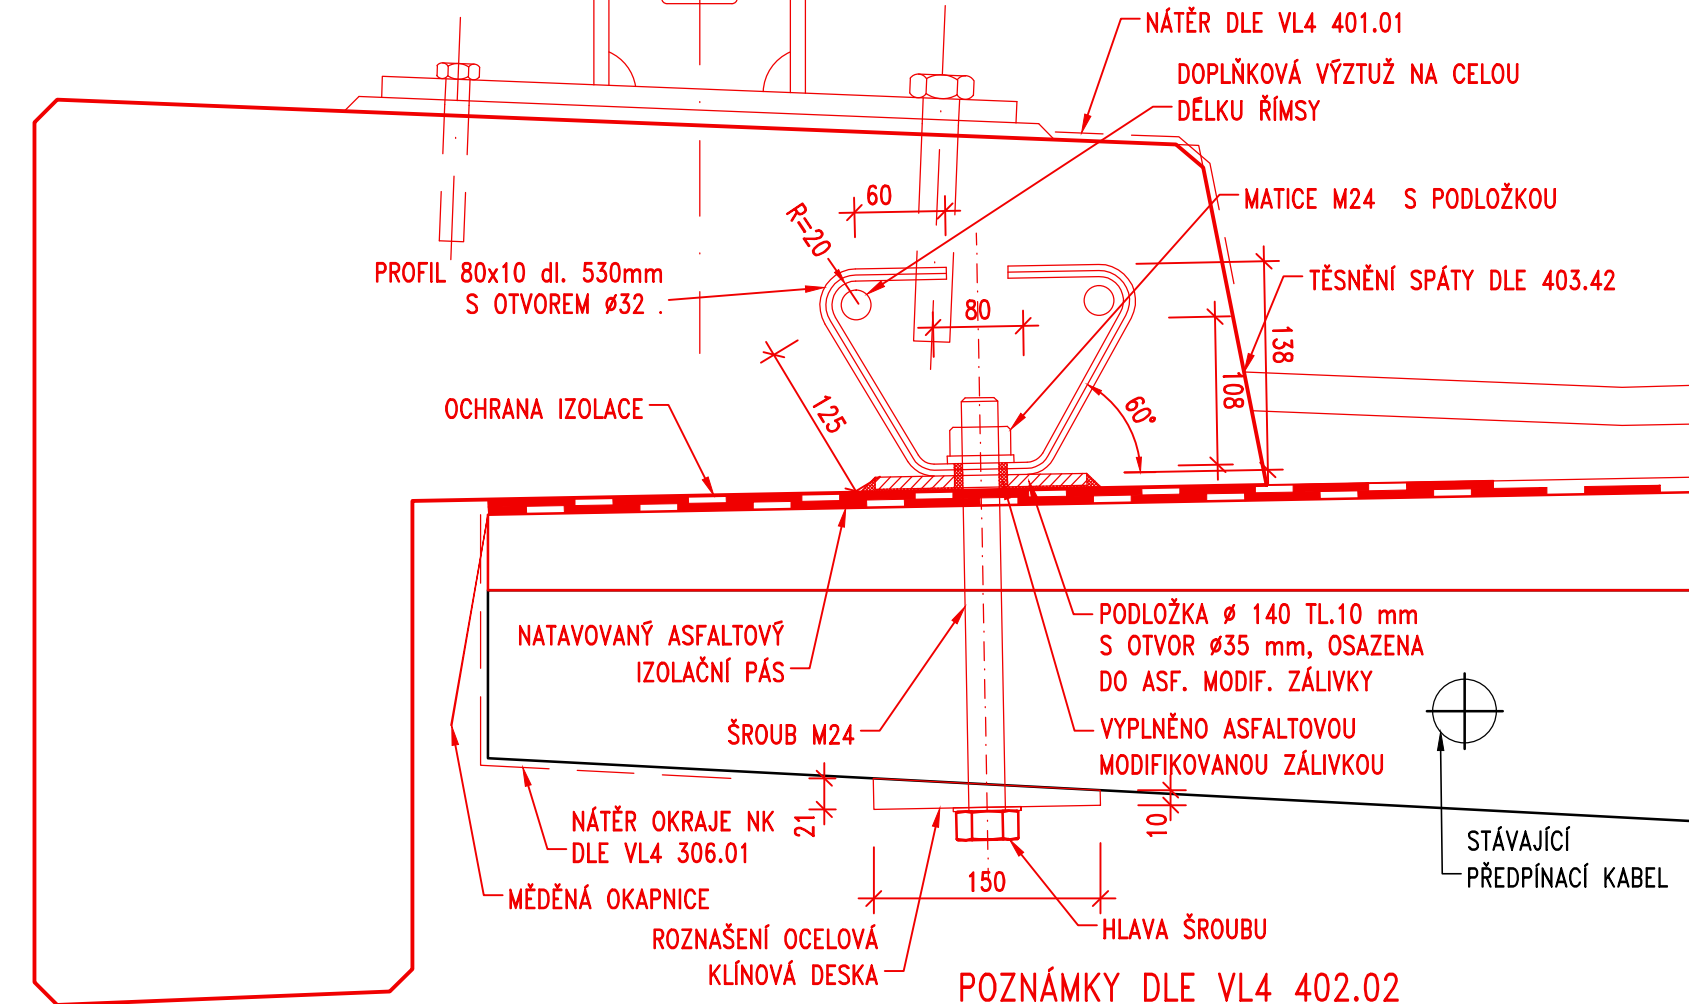 NÁTĚR DLE VL4 401.01
DOPLŇKOVÁ VÝZTUŽ NA CELOU
DÉLKU ŘÍMSY
MATICE M24 S PODLOŽKOU
60
R=20
PROFIL 80x10 dl. 530mm
S OTVOREM ø32 .
TĚSNĚNÍ SPÁTY DLE 403.42
80
138
108
125
60°
OCHRANA IZOLACE
NATAVOVANÝ ASFALTOVÝ
IZOLAČNÍ PÁS
PODLOŽKA ø 140 TL.10 mm
S OTVOR ø35 mm, OSAZENA
DO ASF. MODIF. ZÁLIVKY
ŠROUB M24
VYPLNĚNO ASFALTOVOU
MODIFIKOVANOU ZÁLIVKOU
21
10
NÁTĚR OKRAJE NK
DLE VL4 306.01
STÁVAJÍCÍ
PŘEDPÍNACÍ KABEL
150
MĚDĚNÁ OKAPNICE
HLAVA ŠROUBU
ROZNAŠENÍ OCELOVÁ
KLÍNOVÁ DESKA
POZNÁMKY DLE VL4 402.02